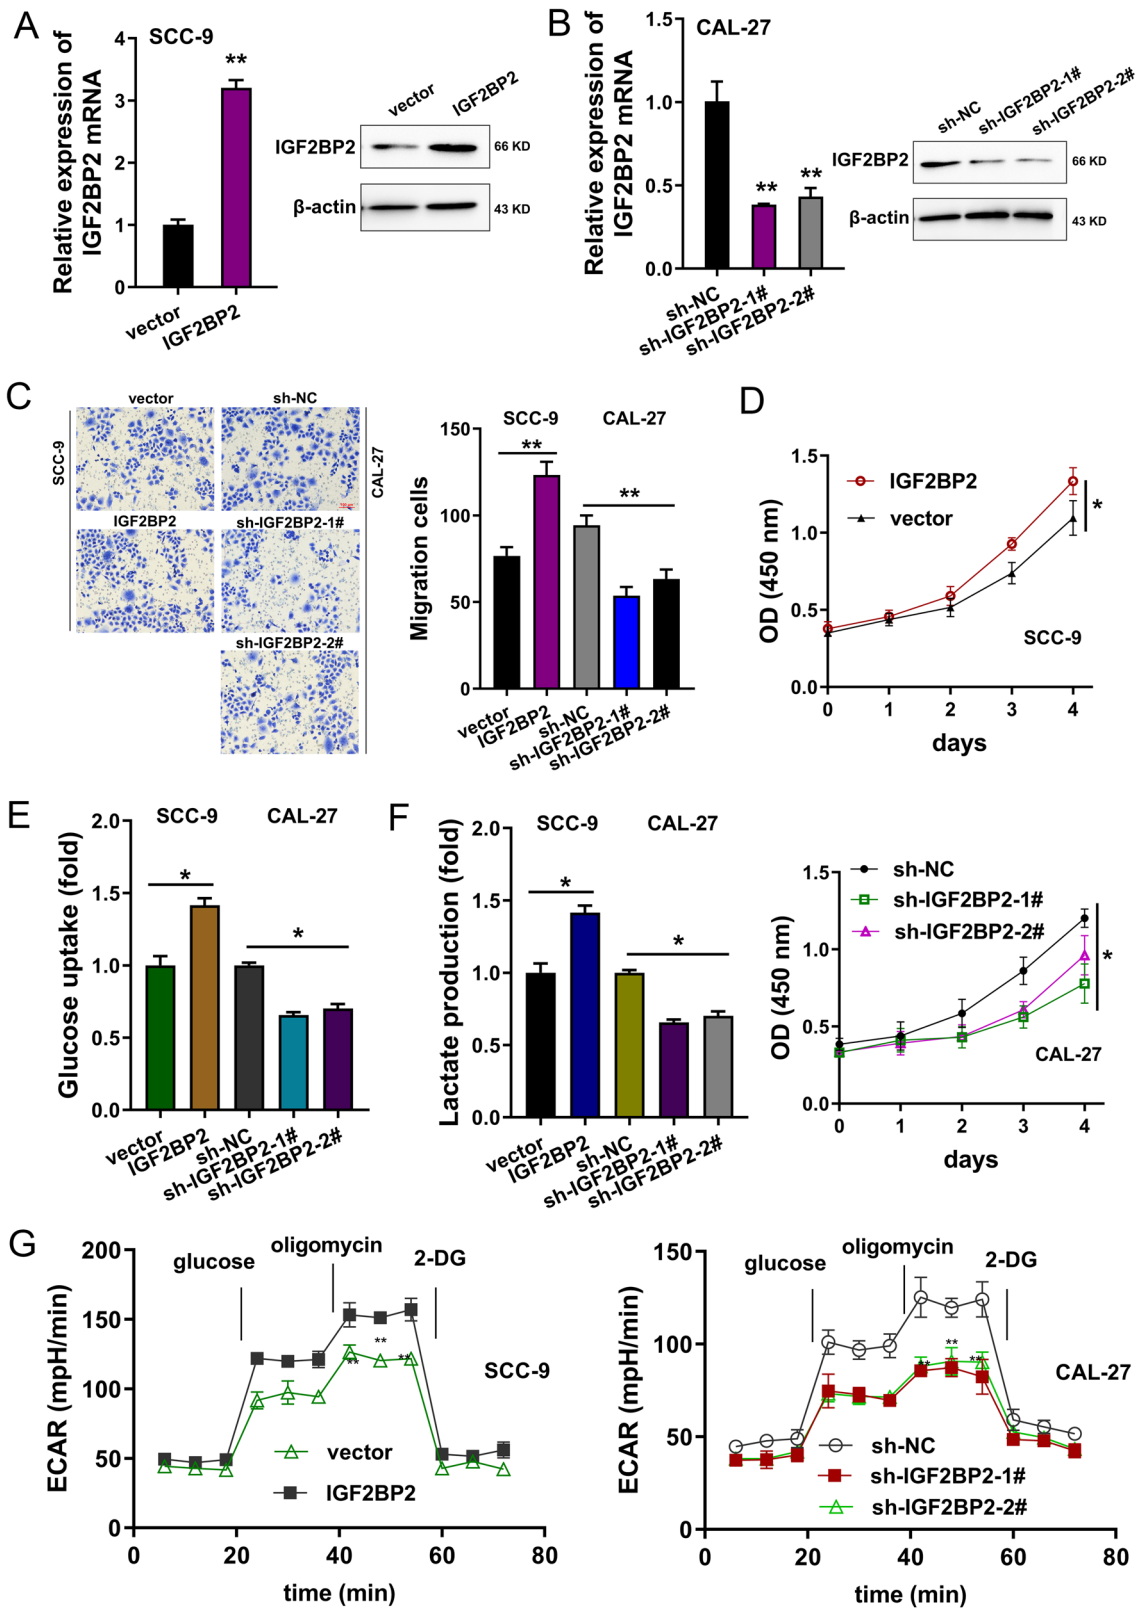 A
SCC-9
Relative expression of
IGF2BP2 mRNA
4
3
2
1
0
**
vector
IGF2BP2
vector
IGF2BP2
IGF2BP2
66 KD
β-actin
43 KD
B
CAL-27
Relative expression of
IGF2BP2 mRNA
1.5
1.0
0.5
0.0
**
**
sh-NC
sh-IGF2BP2-1#
sh-IGF2BP2-2#
sh-NC
sh-IGF2BP2-1#
sh-IGF2BP2-2#
IGF2BP2
66 KD
β-actin
43 KD
C
vector
sh-NC
SCC-9
CAL-27
IGF2BP2
sh-IGF2BP2-1#
sh-IGF2BP2-2#
SCC-9
CAL-27
Migration cells
150
100
50
0
**
**
vector
IGF2BP2
sh-NC
sh-IGF2BP2-1#
sh-IGF2BP2-2#
D
OD (450 nm)
1.5
1.0
0.5
0.0
IGF2BP2
vector
*
SCC-9
0 1 2 3 4
days
E
SCC-9
CAL-27
Glucose uptake (fold)
2.0
1.5
1.0
0.5
0.0
*
*
vector
IGF2BP2
sh-NC
sh-IGF2BP2-1#
sh-IGF2BP2-2#
F
SCC-9
CAL-27
Lactate production (fold)
2.0
1.5
1.0
0.5
0.0
*
*
vector
IGF2BP2
sh-NC
sh-IGF2BP2-1#
sh-IGF2BP2-2#
OD (450 nm)
1.5
1.0
0.5
0.0
sh-NC
sh-IGF2BP2-1#
sh-IGF2BP2-2#
*
CAL-27
0 1 2 3 4
days
G
ECAR (mpH/min)
200
150
100
50
0
glucose
oligomycin
2-DG
SCC-9
**
**
**
vector
IGF2BP2
0 20 40 60 80
time (min)
ECAR (mpH/min)
150
100
50
0
glucose
oligomycin
2-DG
CAL-27
**
**
**
sh-NC
sh-IGF2BP2-1#
sh-IGF2BP2-2#
0 20 40 60 80
time (min)